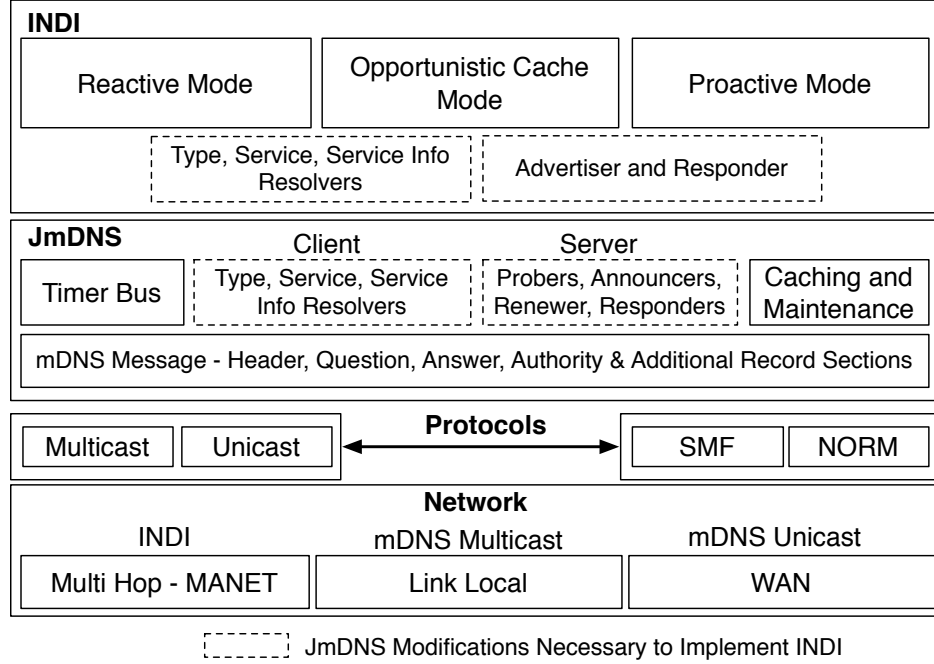 INDI
Reactive Mode
Opportunistic Cache
Mode
Proactive Mode
Type, Service, Service Info
Resolvers
Advertiser and Responder
JmDNS
Client
Server
Timer Bus
Type, Service, Service
Info Resolvers
Probers, Announcers,
Renewer, Responders
Caching and
Maintenance
mDNS Message - Header, Question, Answer, Authority & Additional Record Sections
Multicast
Unicast
Protocols
SMF
NORM
Network
INDI
mDNS Multicast
mDNS Unicast
Multi Hop - MANET
Link Local
WAN
JmDNS Modifications Necessary to Implement INDI